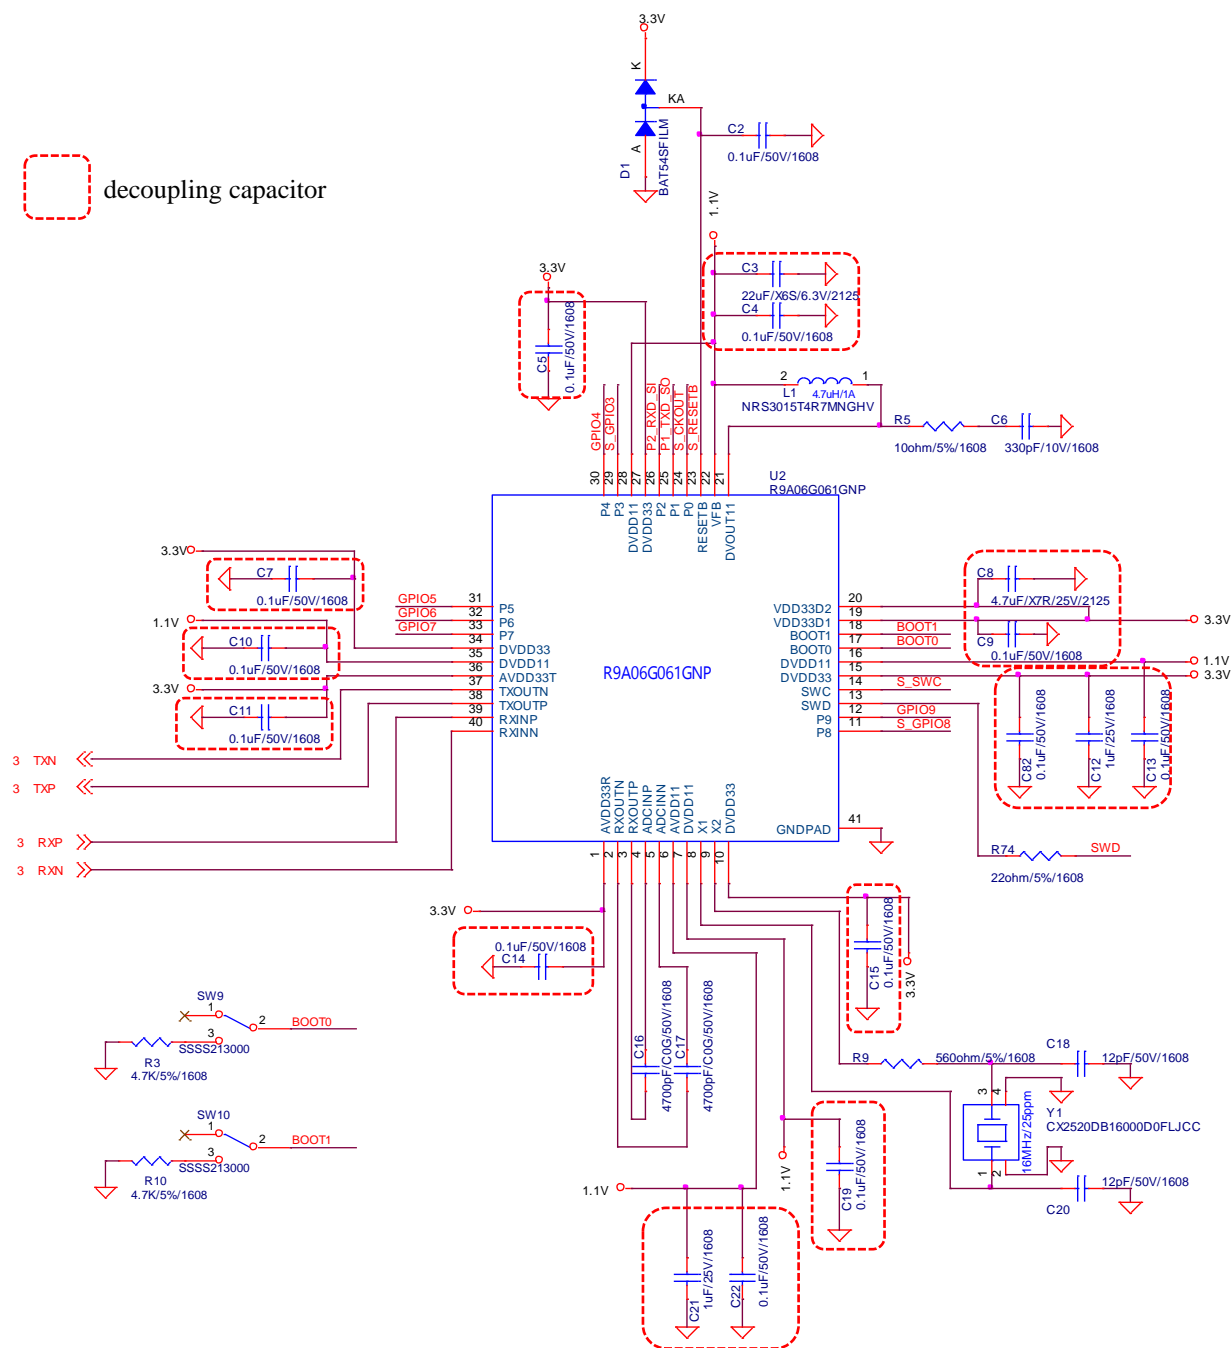 3.3V
K
KA
A
D1
BAT54SFILM
C2
0.1uF/50V/1608
decoupling capacitor
1.1V
3.3V
C5
0.1uF/50V/1608
C3
22uF/X6S/6.3V/2125
C4
0.1uF/50V/1608
2
1
L1
4.7uH/1A
NRS3015T4R7MNGHV
R5
10ohm/5%/1608
C6
330pF/10V/1608
GPIO4
S_GPIO3
P2_RXD_SI
P1_TXD_SO
S_CKOUT
S_RESETB
30
29
28
27
26
25
24
23
22
21
U2
R9A06G061GNP
P4
P3
DVDD11
DVDD33
P2
P1
P0
RESETB
VFB
DVOUT11
3.3V
C7
0.1uF/50V/1608
1.1V
C10
0.1uF/50V/1608
3.3V
C11
0.1uF/50V/1608
GPIO5
31
P5
GPIO6
32
P6
GPIO7
33
P7
34
DVDD33
35
DVDD11
36
AVDD33T
37
TXOUTN
38
TXOUTP
39
RXINP
40
RXINN
R9A06G061GNP
VDD33D2
20
VDD33D1
19
BOOT1
18
BOOT1
BOOT0
17
BOOT0
DVDD11
16
DVDD33
15
SWC
14
S_SWC
SWD
13
P9
12
GPIO9
P8
11
S_GPIO8
C8
4.7uF/X7R/25V/2125
C9
0.1uF/50V/1608
3.3V
1.1V
3.3V
C82
0.1uF/50V/1608
C12
1uF/25V/1608
C13
0.1uF/50V/1608
3 TXN
3 TXP
3 RXP
3 RXN
GNDPAD
41
R74
SWD
22ohm/5%/1608
AVDD33R
RXOUTN
RXOUTP
ADCINP
ADCINN
AVDD11
DVDD11
X1
X2
DVDD33
1
2
3
4
5
6
7
8
9
10
3.3V
0.1uF/50V/1608
C14
C15
0.1uF/50V/1608
3.3V
C16
4700pF/C0G/50V/1608
C17
4700pF/C0G/50V/1608
SW9
1
2
BOOT0
3
SSSS213000
R3
4.7K/5%/1608
SW10
1
2
BOOT1
3
SSSS213000
R10
4.7K/5%/1608
R9
560ohm/5%/1608
C18
12pF/50V/1608
3
4
Y1
CX2520DB16000D0FLJCC
16MHz/25ppm
1
2
12pF/50V/1608
C20
1.1V
C19
0.1uF/50V/1608
1.1V
C21
1uF/25V/1608
C22
0.1uF/50V/1608